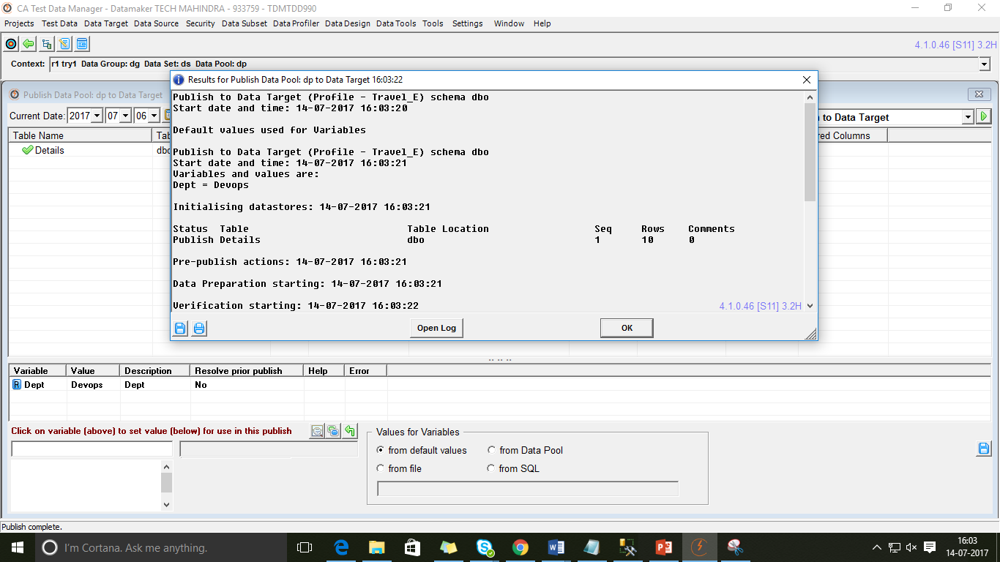 CA Test Data Manager - Datamaker TECH MAHINDRA - 933759 - TDMTDD990
Projects Test Data Data Target Data Source Security Data Subset Data Profiler Data Design Data Tools Tools Settings Window Help
4.1.0.46 [S11] 3.2H
Context: r1 try1 Data Group: dg Data Set: ds Data Pool: dp
Publish Data Pool: dp to Data Target
Current Date: 2017 07 06
to Data Target
Table Name
red Columns
Details
dbo
Results for Publish Data Pool: dp to Data Target 16:03:22
Publish to Data Target (Profile - Travel_E) schema dbo
Start date and time: 14-07-2017 16:03:20
Default values used for Variables
Publish to Data Target (Profile - Travel_E) schema dbo
Start date and time: 14-07-2017 16:03:21
Variables and values are:
Dept = Devops
Initialising datastores: 14-07-2017 16:03:21
Status Table Table Location Seq Rows Comments
Publish Details dbo 1 10 0
Pre-publish actions: 14-07-2017 16:03:21
Data Preparation starting: 14-07-2017 16:03:21
Verification starting: 14-07-2017 16:03:22
4.1.0.46 [S11] 3.2H
Open Log OK
Variable Value Description Resolve prior publish Help Error
R Dept Devops Dept No
Click on variable (above) to set value (below) for use in this publish
Values for Variables
from default values from Data Pool
from file from SQL
Publish complete.
I'm Cortana. Ask me anything.
16:03
14-07-2017